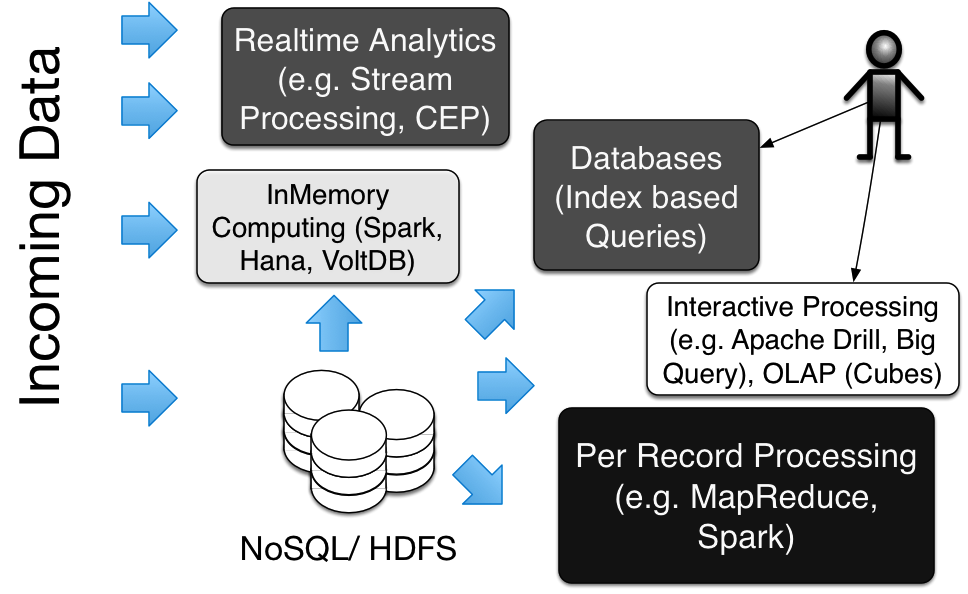 Incoming Data
Realtime Analytics
(e.g. Stream
Processing, CEP)
InMemory
Computing (Spark,
Hana, VoltDB)
Databases
(Index based
Queries)
Interactive Processing
(e.g. Apache Drill, Big
Query), OLAP (Cubes)
Per Record Processing
(e.g. MapReduce,
Spark)
NoSQL/ HDFS